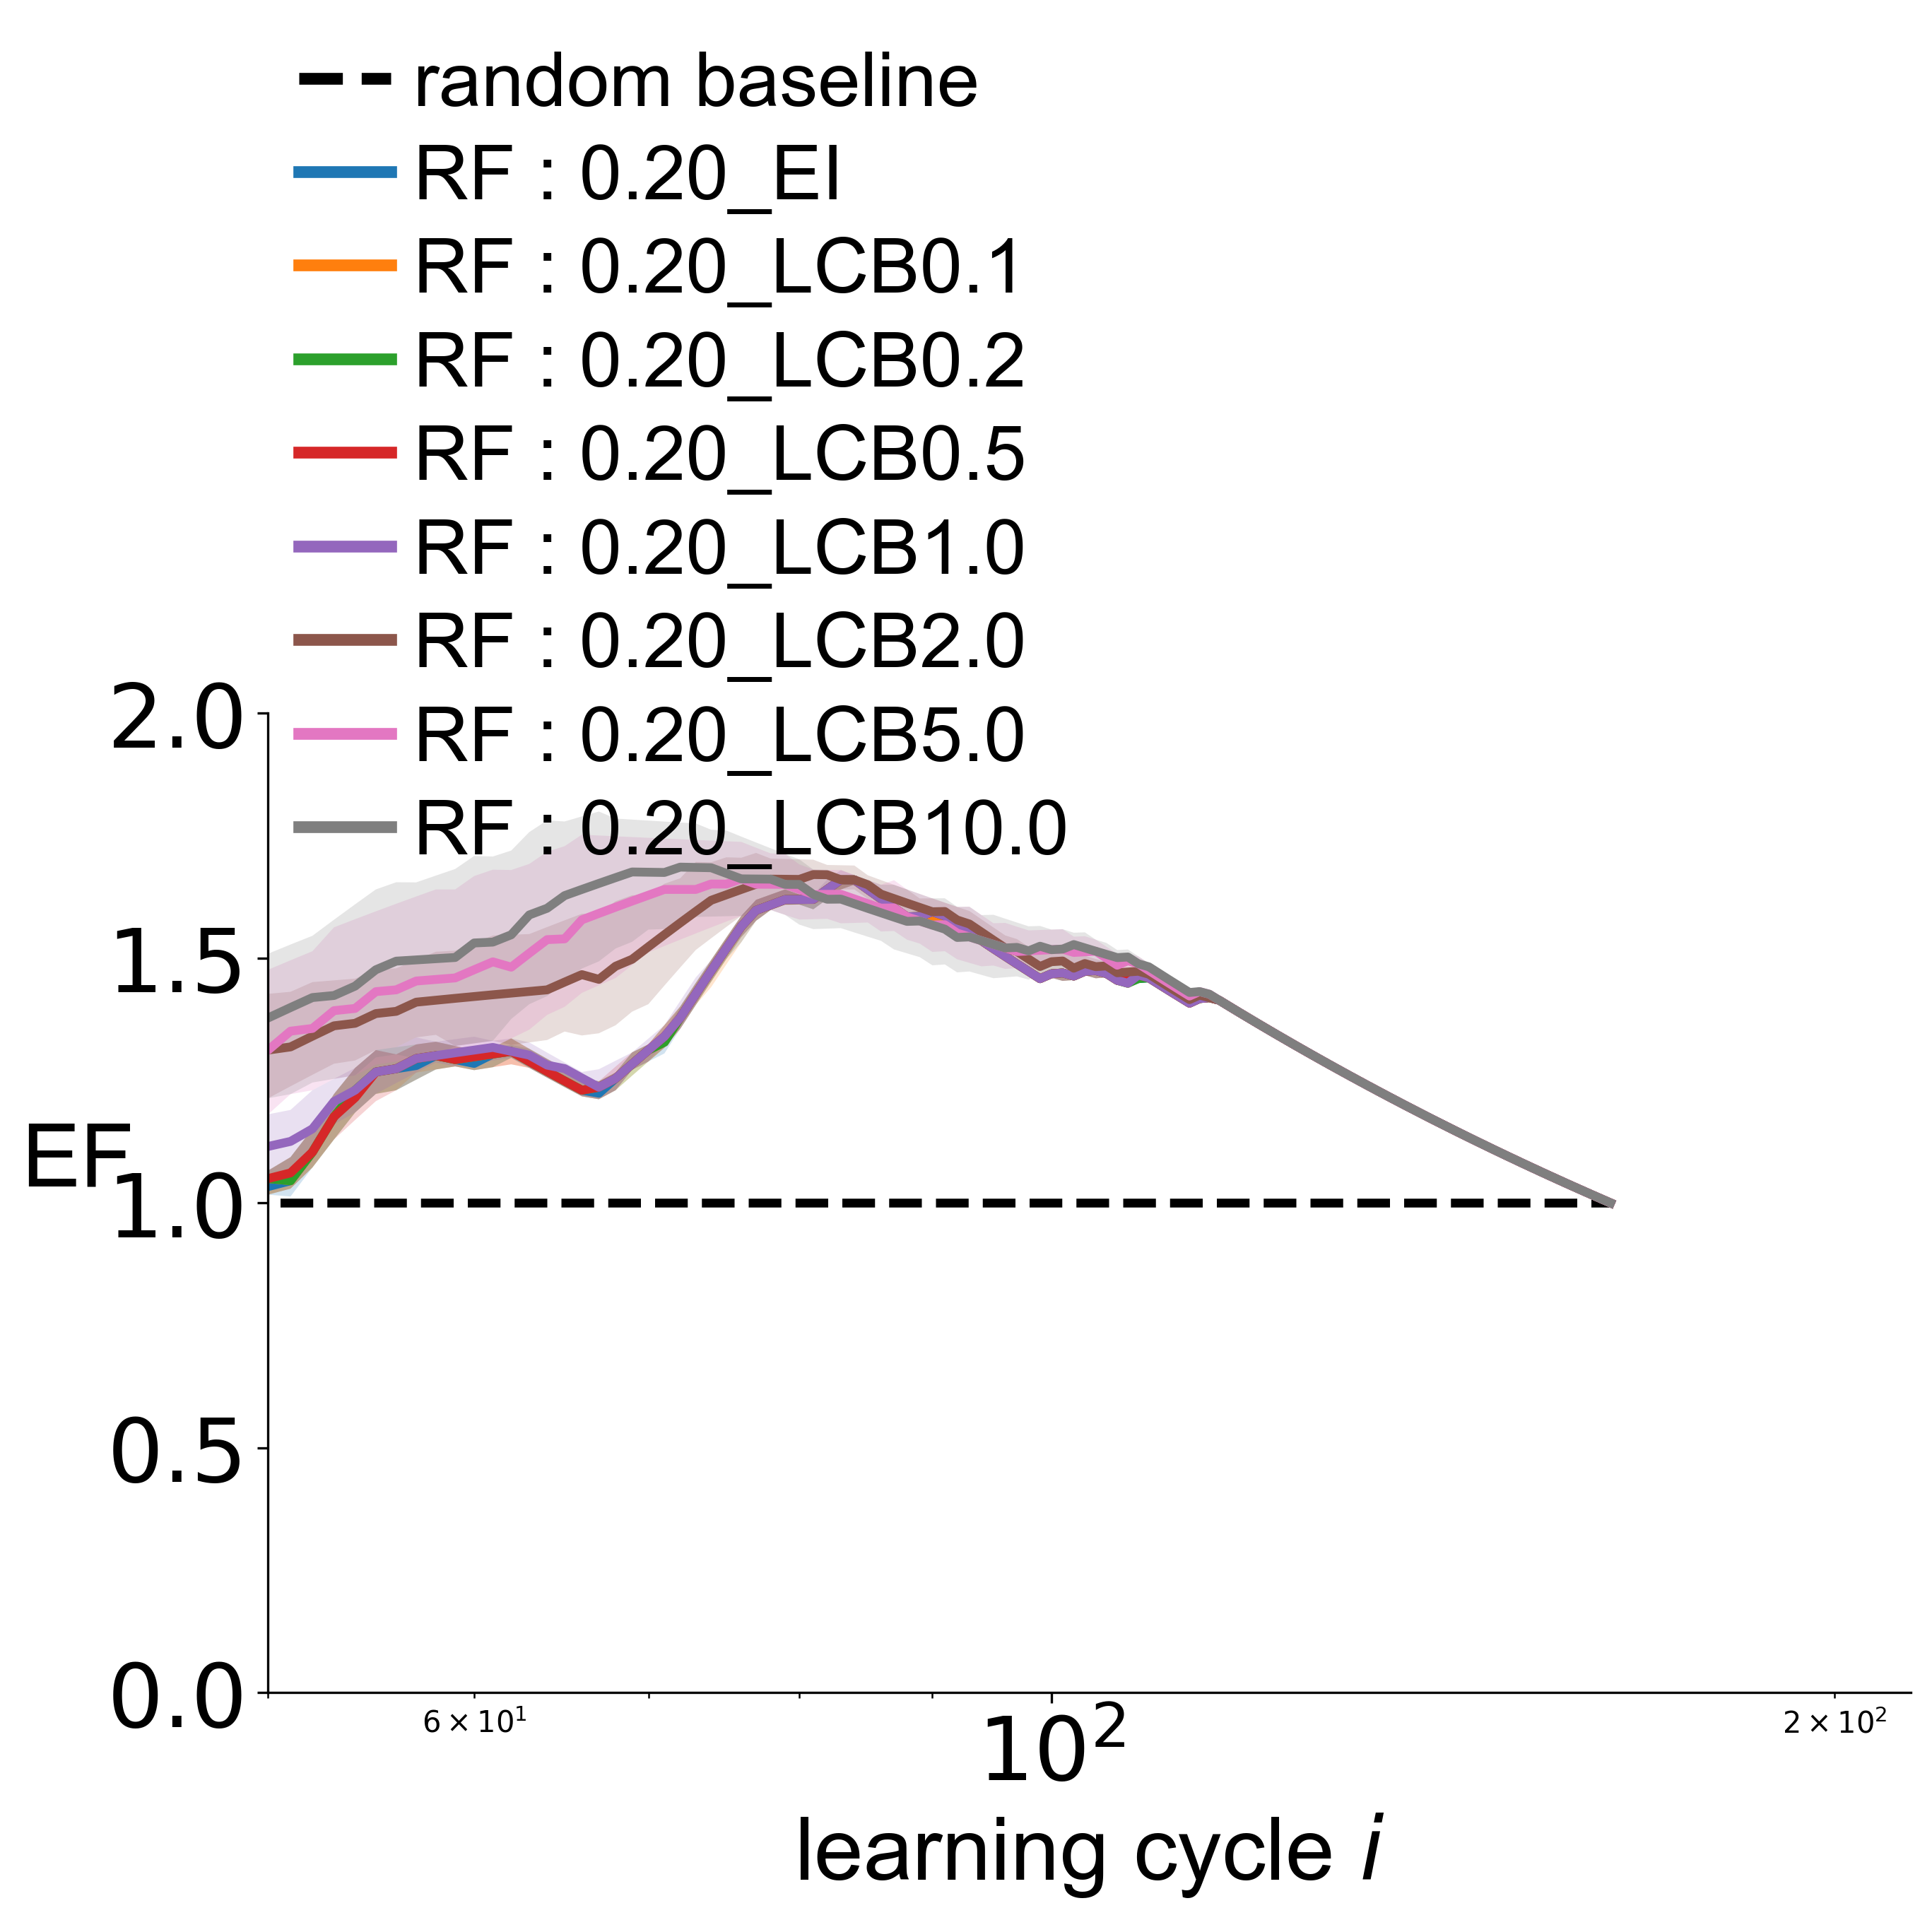 random baseline
RF : 0.20_EI
RF : 0.20_LCB0.1
RF : 0.20_LCB0.2
RF : 0.20_LCB0.5
RF : 0.20_LCB1.0
RF : 0.20_LCB2.0
RF : 0.20_LCB5.0
RF : 0.20_LCB10.0
2.0
1.5
EF
1.0
0.5
0.0
6 × 10¹
10²
2 × 10²
learning cycle i